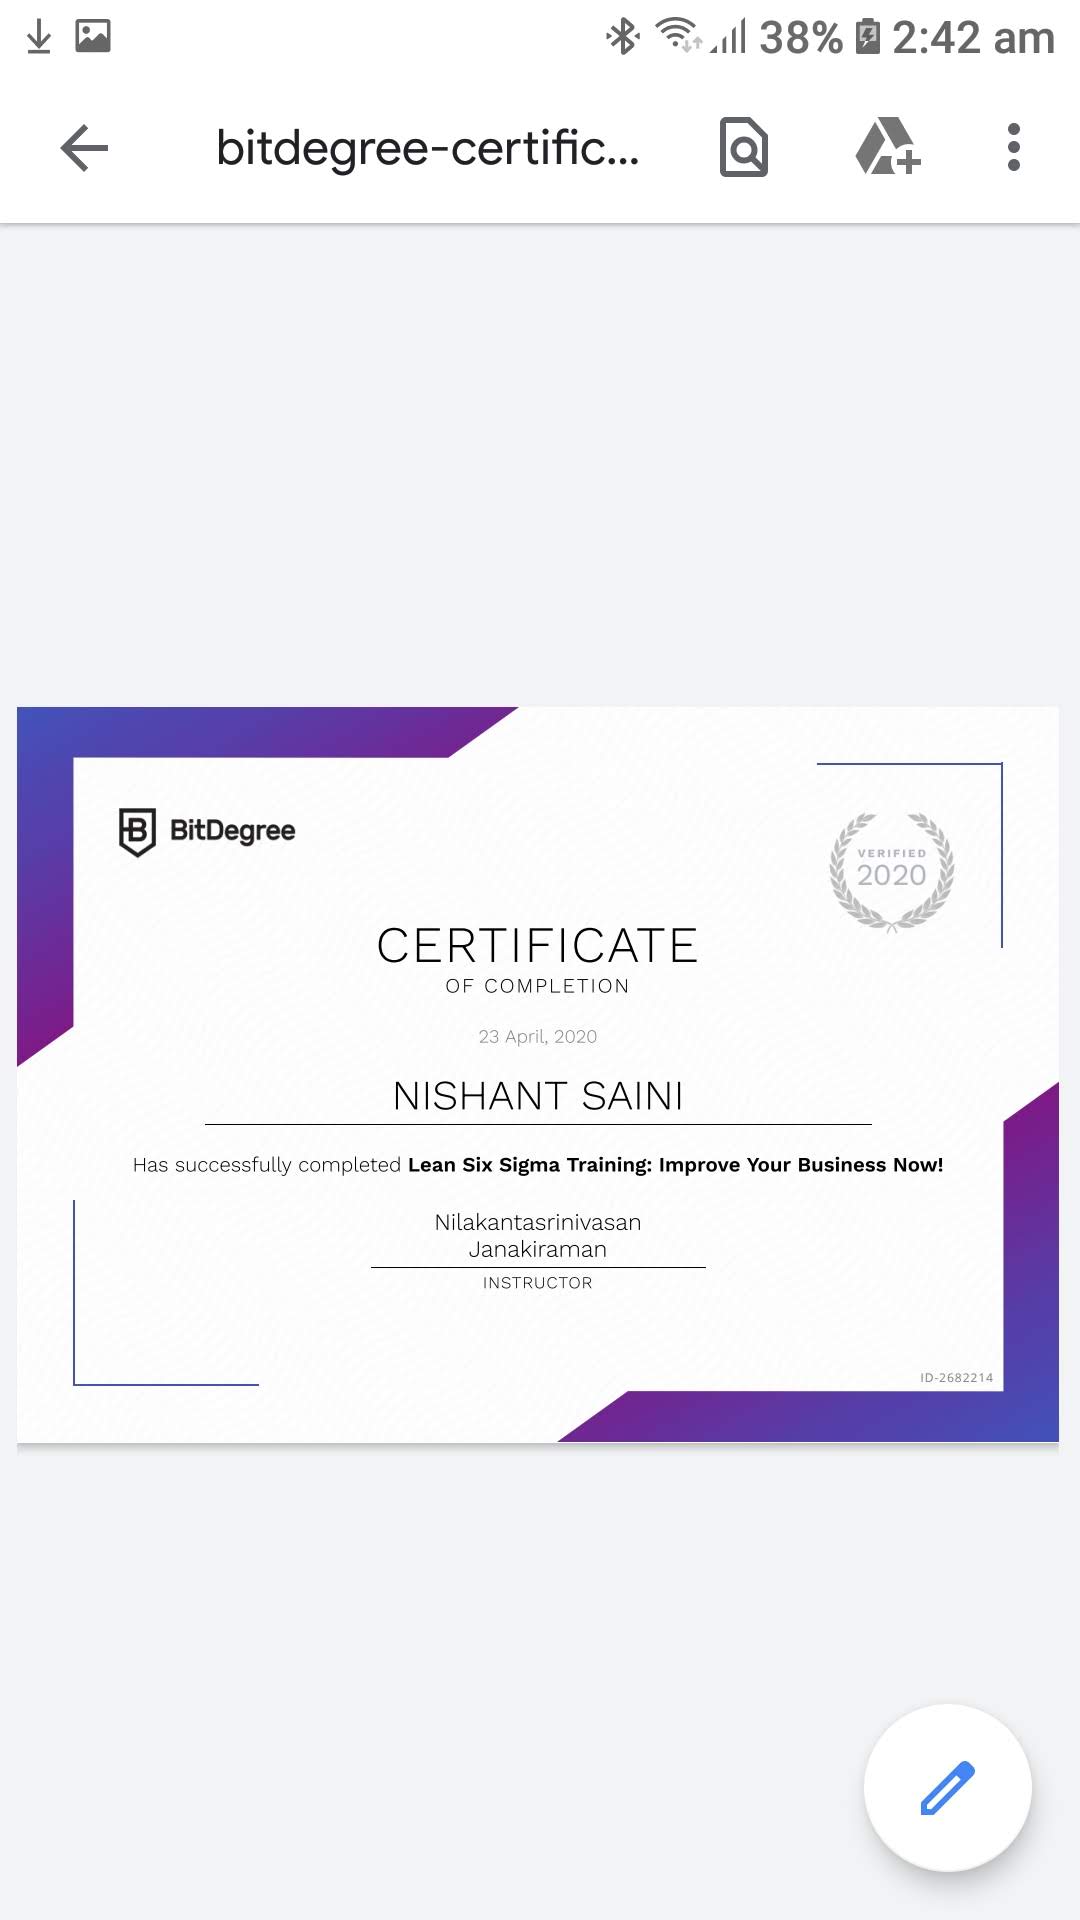 38% 2:42 am
bitdegree-certific...
BitDegree
VERIFIED
2020
CERTIFICATE
OF COMPLETION
23 April, 2020
NISHANT SAINI
Has successfully completed Lean Six Sigma Training: Improve Your Business Now!
Nilakantasrinivasan
Janakiraman
INSTRUCTOR
ID-2682214